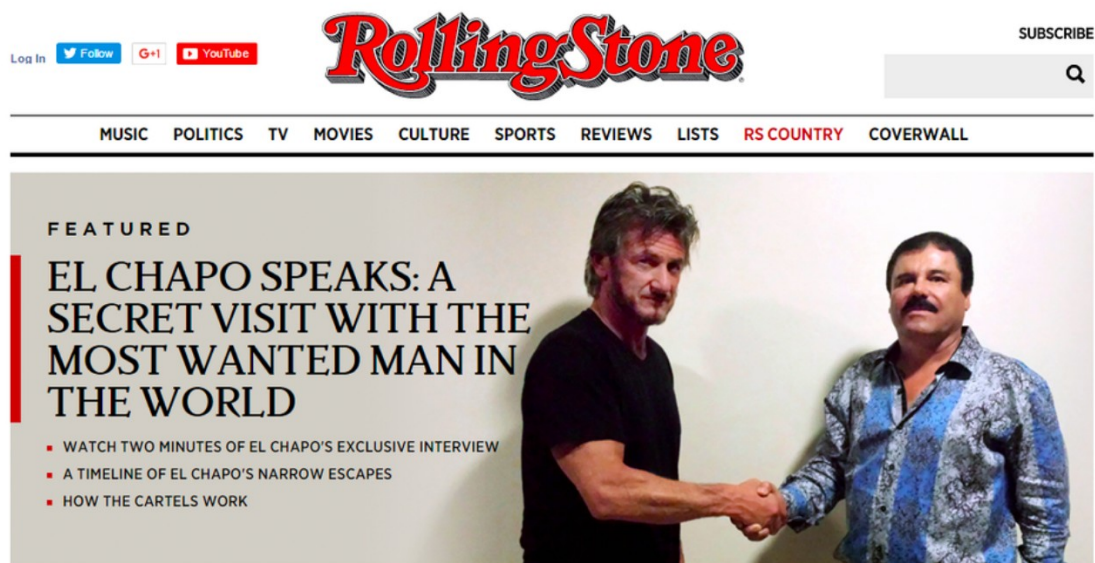 Log In
Follow
G+1
YouTube
RollingStone
SUBSCRIBE
MUSIC POLITICS TV MOVIES CULTURE SPORTS REVIEWS LISTS RS COUNTRY COVERWALL
FEATURED
EL CHAPO SPEAKS: A
SECRET VISIT WITH THE
MOST WANTED MAN IN
THE WORLD
WATCH TWO MINUTES OF EL CHAPO'S EXCLUSIVE INTERVIEW
A TIMELINE OF EL CHAPO'S NARROW ESCAPES
HOW THE CARTELS WORK